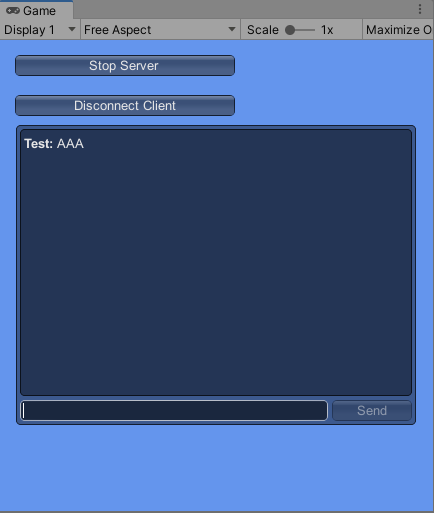 Game
Display 1 Free Aspect Scale 1x Maximize O
Stop Server
Disconnect Client
Test: AAA
Send